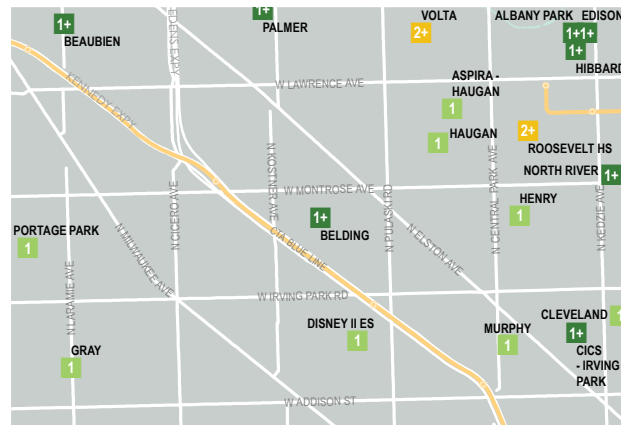 1+
BEAUBIEN
1+
PALMER
VOLTA
2+
ALBANY PARK
EDISON
1+1+
1+
HIBBARD
KENNEDY EXPY
EDENS EXPY
W LAWRENCE AVE
ASPIRA -
HAUGAN
1
1
HAUGAN
2+
ROOSEVELT HS
NORTH RIVER
1+
N CICERO AVE
N KOSTNER AVE
W MONTROSE AVE
N PULASKI RD
N CENTRAL PARK AVE
N KEDZIE AVE
HENRY
1
1+
BELDING
CTA BLUE LINE
N ELSTON AVE
PORTAGE PARK
1
N MILWAUKEE AVE
N LARAMIE AVE
W IRVING PARK RD
DISNEY II ES
1
MURPHY
1
CLEVELAND
1
1+
CICS
- IRVING
PARK
GRAY
1
W ADDISON ST